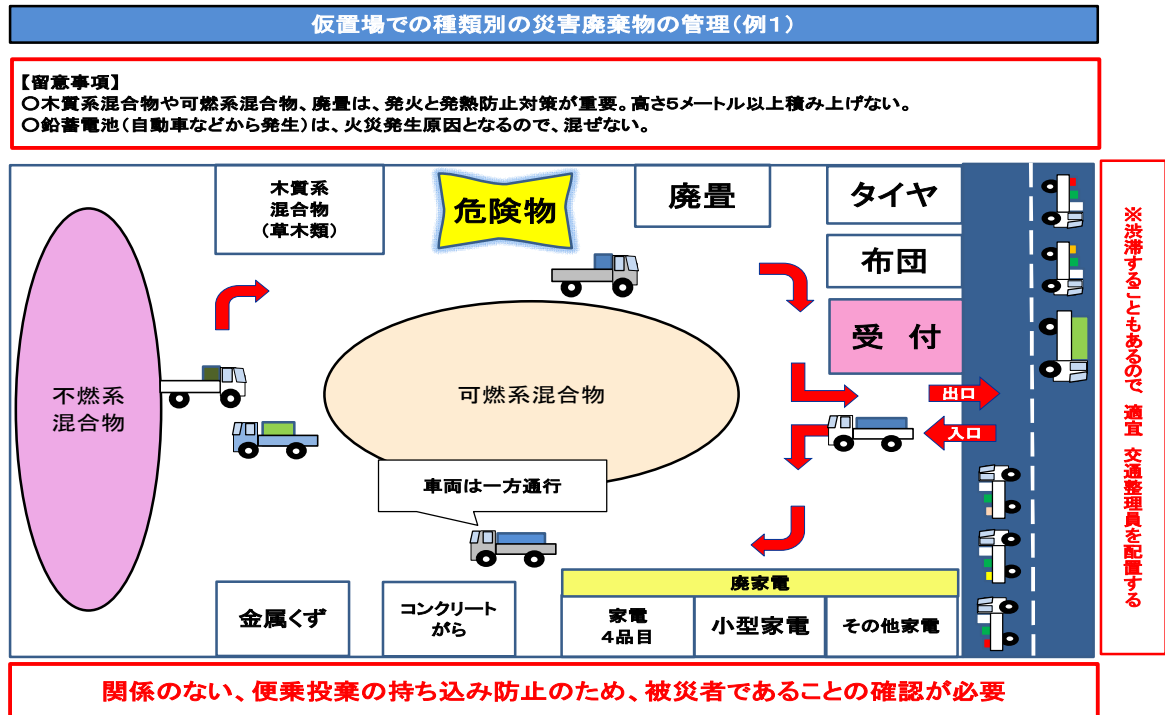 仮置場での種類別の災害廃棄物の管理(例1)
【留意事項】
○木質系混合物や可燃系混合物、廃畳は、発火と発熱防止対策が重要。高さ5メートル以上積み上げない。
○鉛蓄電池(自動車などから発生)は、火災発生原因となるので、混ぜない。
木質系
混合物
(草木類)
危険物
廃畳
タイヤ
布団
受 付
不燃系
混合物
可燃系混合物
出口
入口
車両は一方通行
※渋滞することもあるので、適宜 交通整理員を配置する
金属くず
コンクリート
がら
廃家電
家電
4品目
小型家電
その他家電
関係のない、便乗投棄の持ち込み防止のため、被災者であることの確認が必要